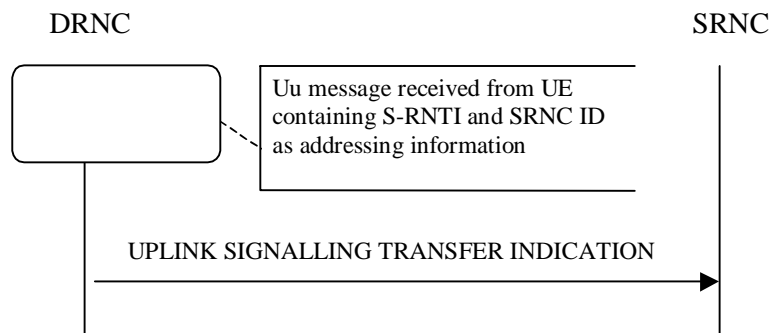 DRNC
SRNC
Uu message received from UE
containing S-RNTI and SRNC ID
as addressing information
UPLINK SIGNALLING TRANSFER INDICATION